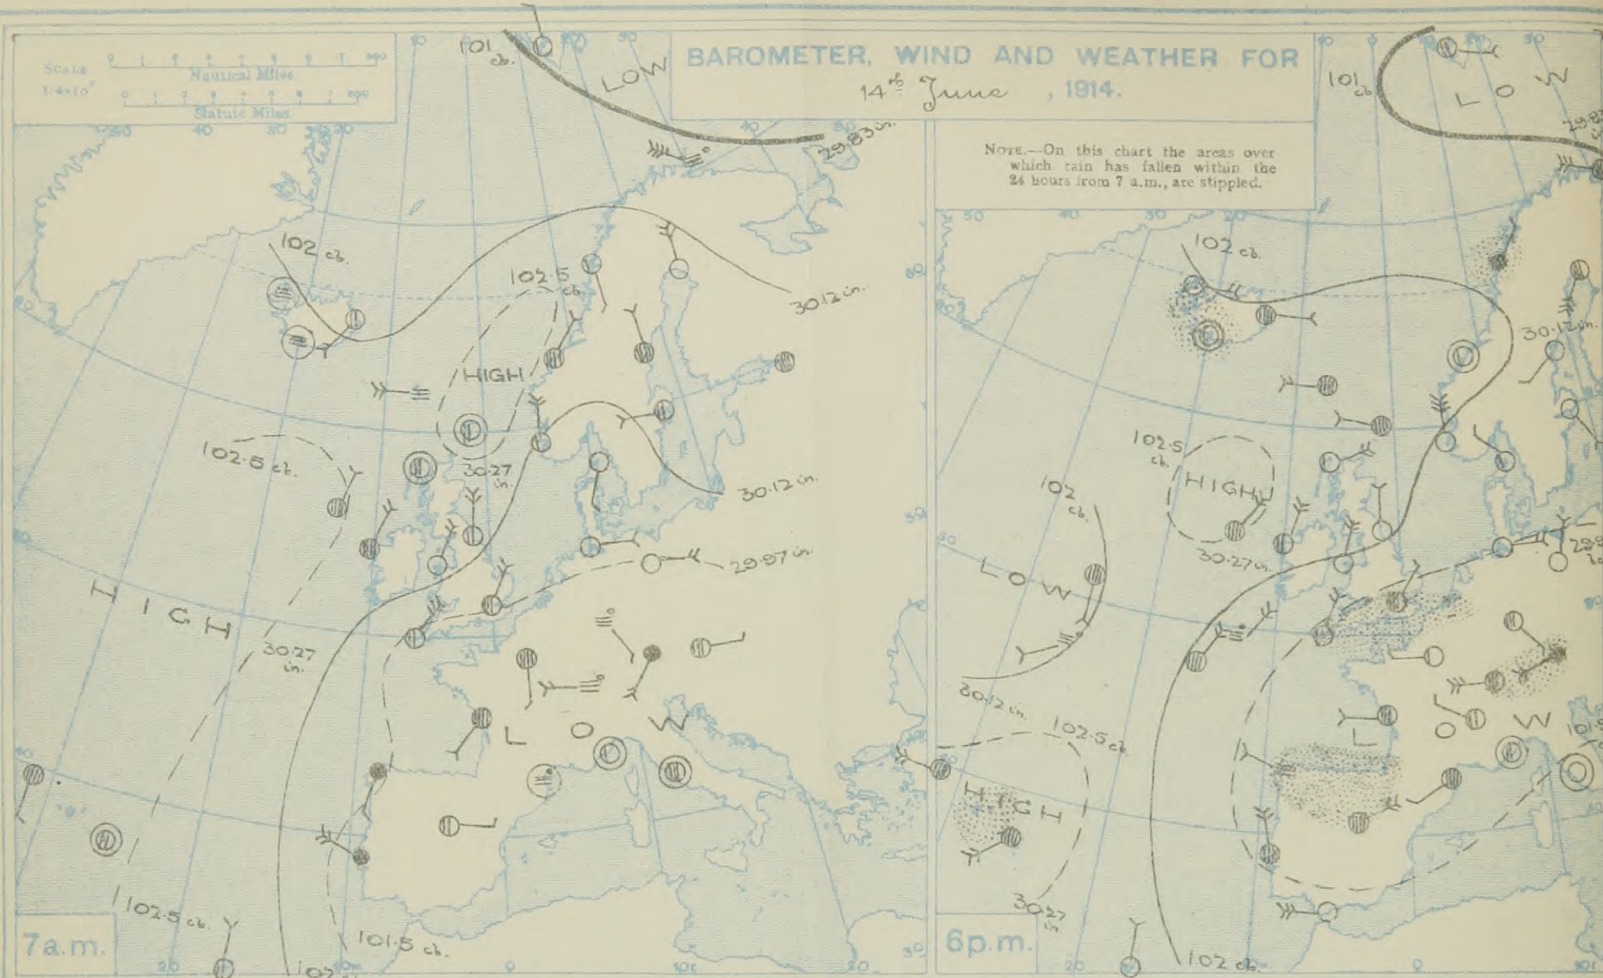 SCALE
Nautical Miles
Statute Miles
BAROMETER, WIND AND WEATHER FOR
14th June, 1914.
NOTE.—On this chart the areas over
which rain has fallen within the
24 hours from 7 a.m., are stippled.
101
cb.
LOW
29.83 in.
102 cb.
102.5
cb.
30.12 in.
HIGH
30.27
in.
102.5 cb.
30.12 in.
29.97 in.
HIGH
30.27
in.
LOW
102.5 cb.
101.5 cb.
102
7a.m.
101
cb.
LOW
102 cb.
30.12 in.
102.5
cb.
HIGH
30.27 in.
102
cb.
LOW
30.12 in.
102.5 cb.
HIGH
30.27
in.
LOW
102 cb.
6p.m.